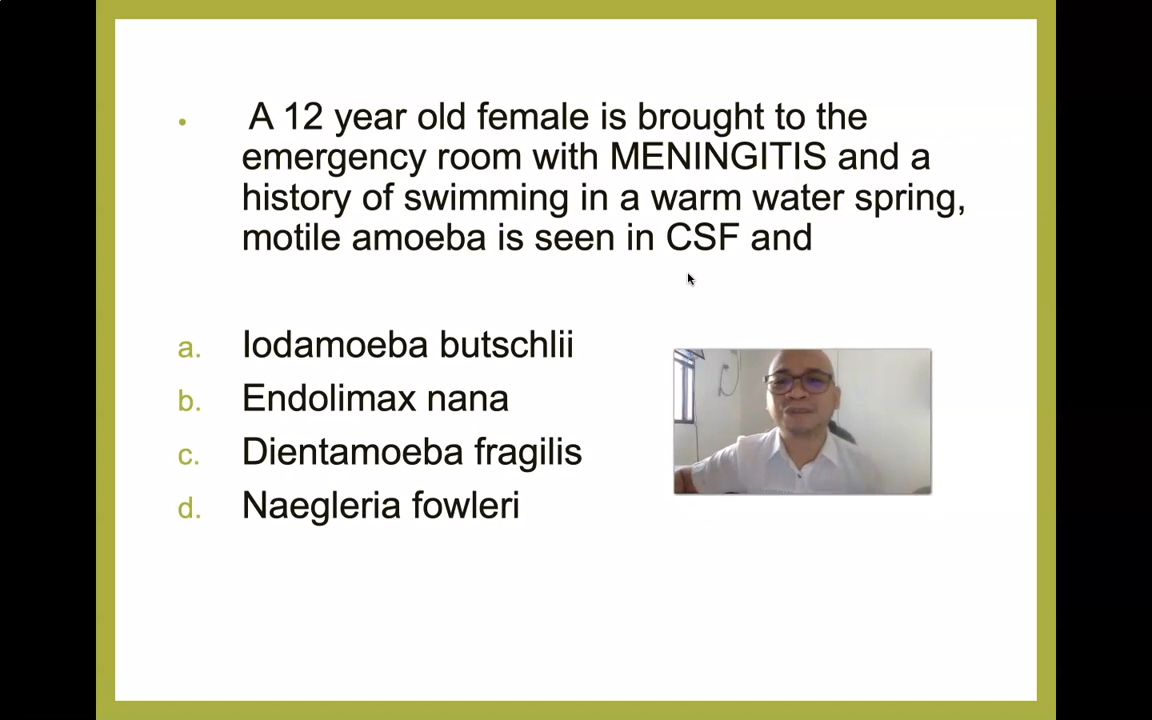 • A 12 year old female is brought to the
emergency room with MENINGITIS and a
history of swimming in a warm water spring,
motile amoeba is seen in CSF and
a. Iodamoeba butschlii
b. Endolimax nana
c. Dientamoeba fragilis
d. Naegleria fowleri